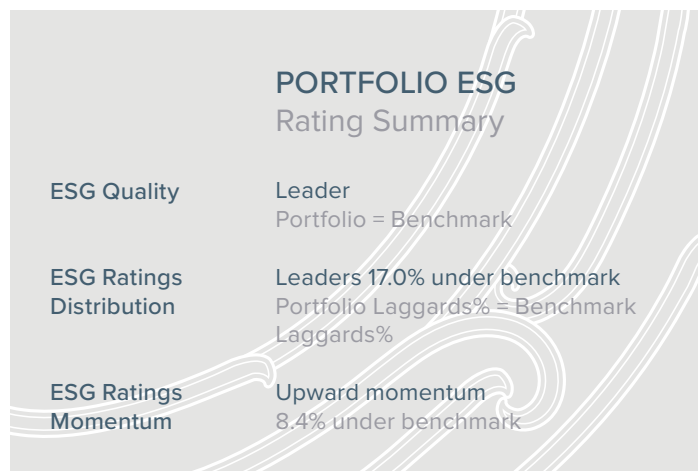 PORTFOLIO ESG
Rating Summary
ESG Quality
Leader
Portfolio = Benchmark
ESG Ratings
Distribution
Leaders 17.0% under benchmark
Portfolio Laggards% = Benchmark
Laggards%
ESG Ratings
Momentum
Upward momentum
8.4% under benchmark